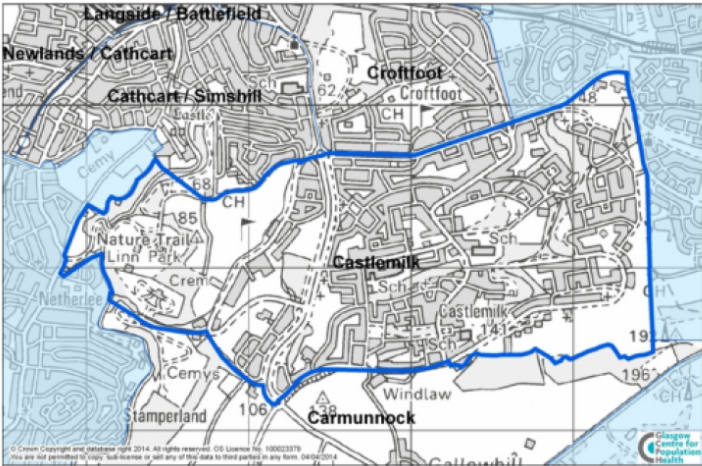 Langside / Battlefield
Newlands / Cathcart
Croftfoot
Sch
62
Croftfoot
Cathcart / Simshill
CH
48
Castle
Cemy
68
CH
85
Nature Trail
Linn Park
Sch
Castlemilk
Crem
Sch
Netherlee
CH
Castlemilk
141
Sch
192
196
Cemys
Windlaw
CH
106
138
Stamperland
Carmunnock
© Crown Copyright and database right 2014. All rights reserved. OS Licence No. 100023379
You are not permitted to copy, sub-license or sell any of this data to third parties in any form. 04/04/2014
Glasgow
Centre for
Population
Health